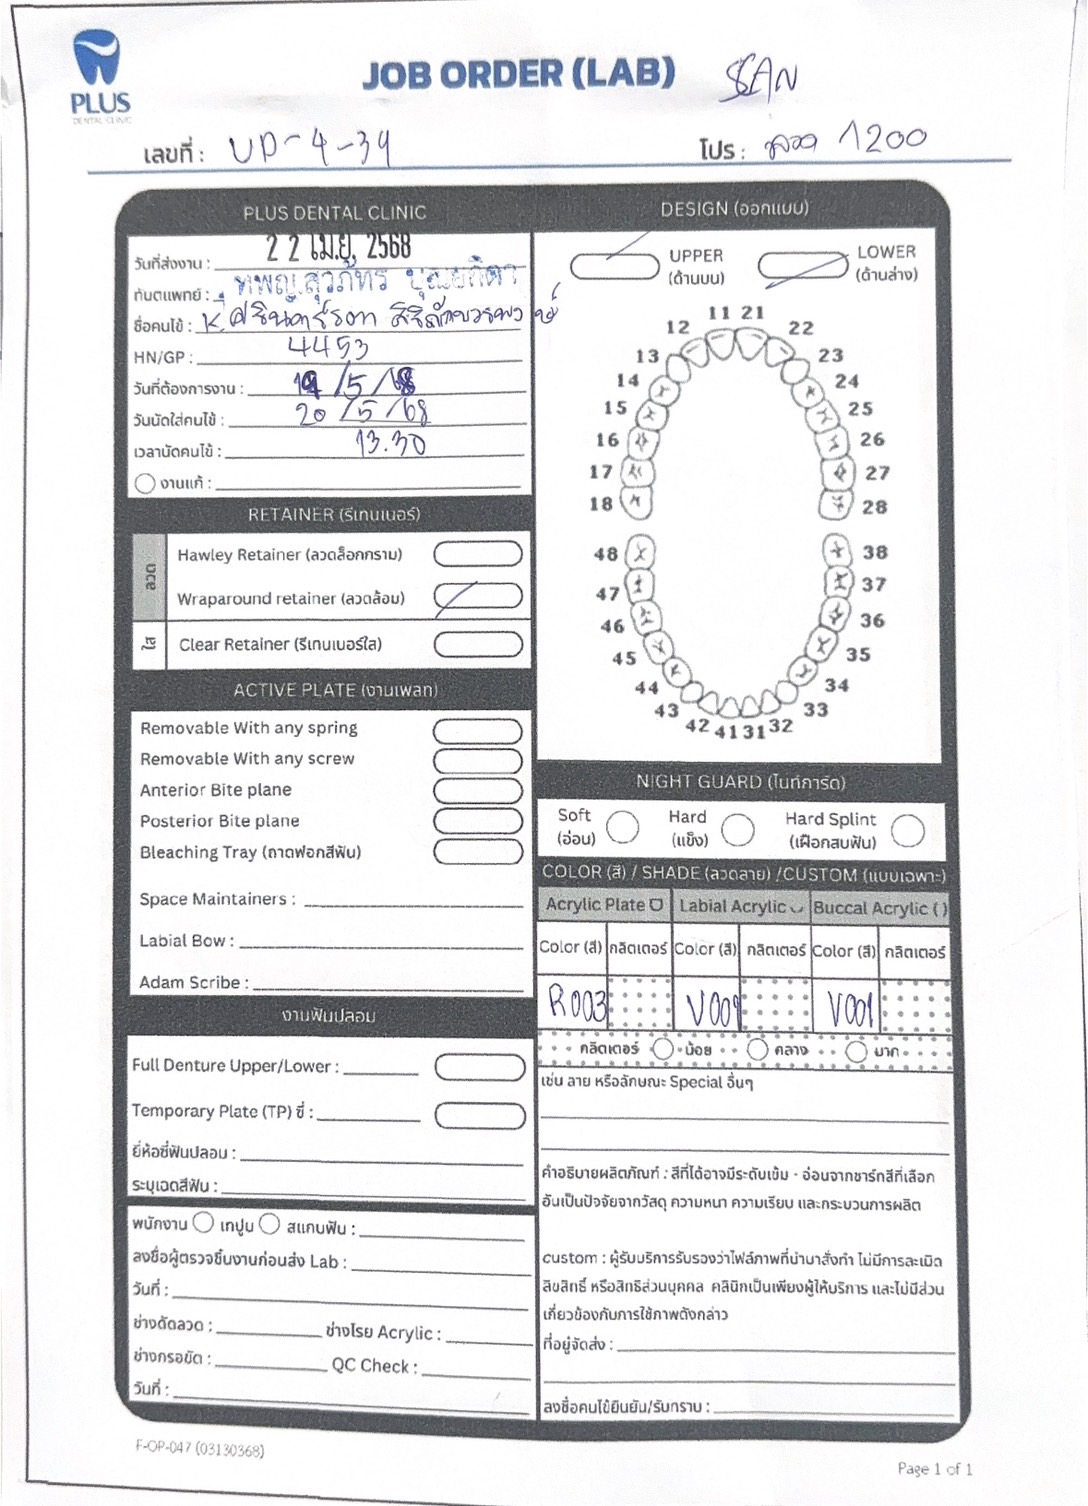 PLUS
DENTAL CLINIC
JOB ORDER (LAB)
SCAN
เลขที่ : UP-4-39
โปร : ลวด 1200
PLUS DENTAL CLINIC
วันที่ส่งงาน : 22 เม.ย. 2568
ทันตแพทย์ : ทพญ.สุวภัทร
ชื่อคนไข้ :
HN/GP : 4453
วันที่ต้องการงาน : 19/5/68
วันนัดใส่คนไข้ : 20/5/68
เวลานัดคนไข้ : 13.30
งานแก้ :
RETAINER (รีเทนเนอร์)
ลวด
Hawley Retainer (ลวดล็อกกราม)
Wraparound retainer (ลวดล้อม)
ใส
Clear Retainer (รีเทนเนอร์ใส)
ACTIVE PLATE (งานเพลท)
Removable With any spring
Removable With any screw
Anterior Bite plane
Posterior Bite plane
Bleaching Tray (ถาดฟอกสีฟัน)
Space Maintainers :
Labial Bow :
Adam Scribe :
งานฟันปลอม
Full Denture Upper/Lower :
Temporary Plate (TP) ซี่ :
ยี่ห้อซี่ฟันปลอม :
ระบุเฉดสีฟัน :
พนักงาน เทปูน สแกนฟัน :
ลงชื่อผู้ตรวจชิ้นงานก่อนส่ง Lab :
วันที่ :
ช่างดัดลวด : ช่างโรย Acrylic :
ช่างกรอขัด : QC Check :
วันที่ :
DESIGN (ออกแบบ)
UPPER
(ด้านบน)
LOWER
(ด้านล่าง)
11 21
12 22
13 23
14 24
15 25
16 26
17 27
18 28
48 38
47 37
46 36
45 35
44 34
43 33
42 41 31 32
NIGHT GUARD (ไนท์การ์ด)
Soft
(อ่อน)
Hard
(แข็ง)
Hard Splint
(เฝือกสบฟัน)
COLOR (สี) / SHADE (ลวดลาย) /CUSTOM (แบบเฉพาะ)
Acrylic Plate Labial Acrylic Buccal Acrylic ( )
Color (สี) กลิตเตอร์ Color (สี) กลิตเตอร์ Color (สี) กลิตเตอร์
R003 V009 V001
กลิตเตอร์ น้อย กลาง มาก
เช่น ลาย หรือลักษณะ Special อื่นๆ
คำอธิบายผลิตภัณฑ์ : สีที่ได้อาจมีระดับเข้ม - อ่อนจากชาร์ทสีที่เลือก
อันเป็นปัจจัยจากวัสดุ ความหนา ความเรียบ และกระบวนการผลิต
custom : ผู้รับบริการรับรองว่าไฟล์ภาพที่นำมาสั่งทำ ไม่มีการละเมิด
ลิขสิทธิ์ หรือสิทธิส่วนบุคคล คลินิกเป็นเพียงผู้ให้บริการ และไม่มีส่วน
เกี่ยวข้องกับการใช้ภาพดังกล่าว
ที่อยู่จัดส่ง :
ลงชื่อคนไข้ยืนยัน/รับทราบ :
F-OP-047 (03130368)
Page 1 of 1